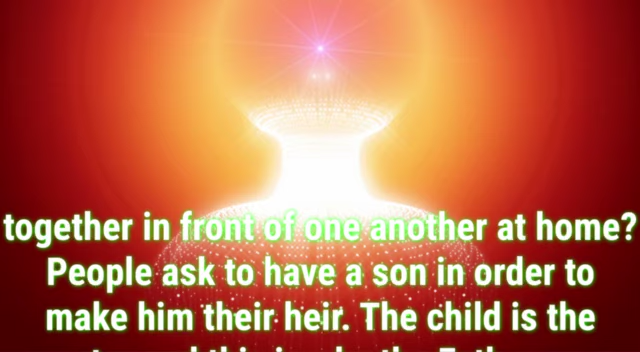 together in front of one another at home?
People ask to have a son in order to
make him their heir. The child is the